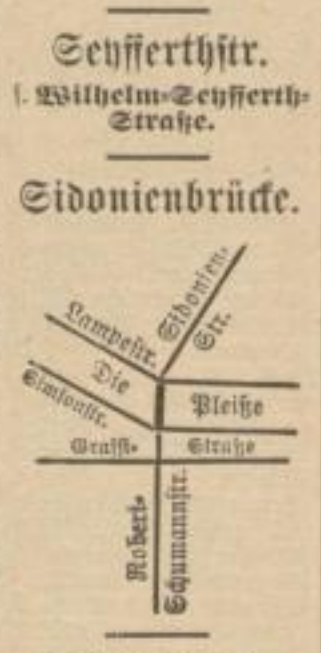 Seyfferthstr.
s. Wilhelm-Seyfferth-
Straße.
Sidonienbrücke.
Sidonien-
Str.
Lampestr.
Die
Pleiße
Simsonstr.
Grassi-
Straße
Robert-
Schumannstr.